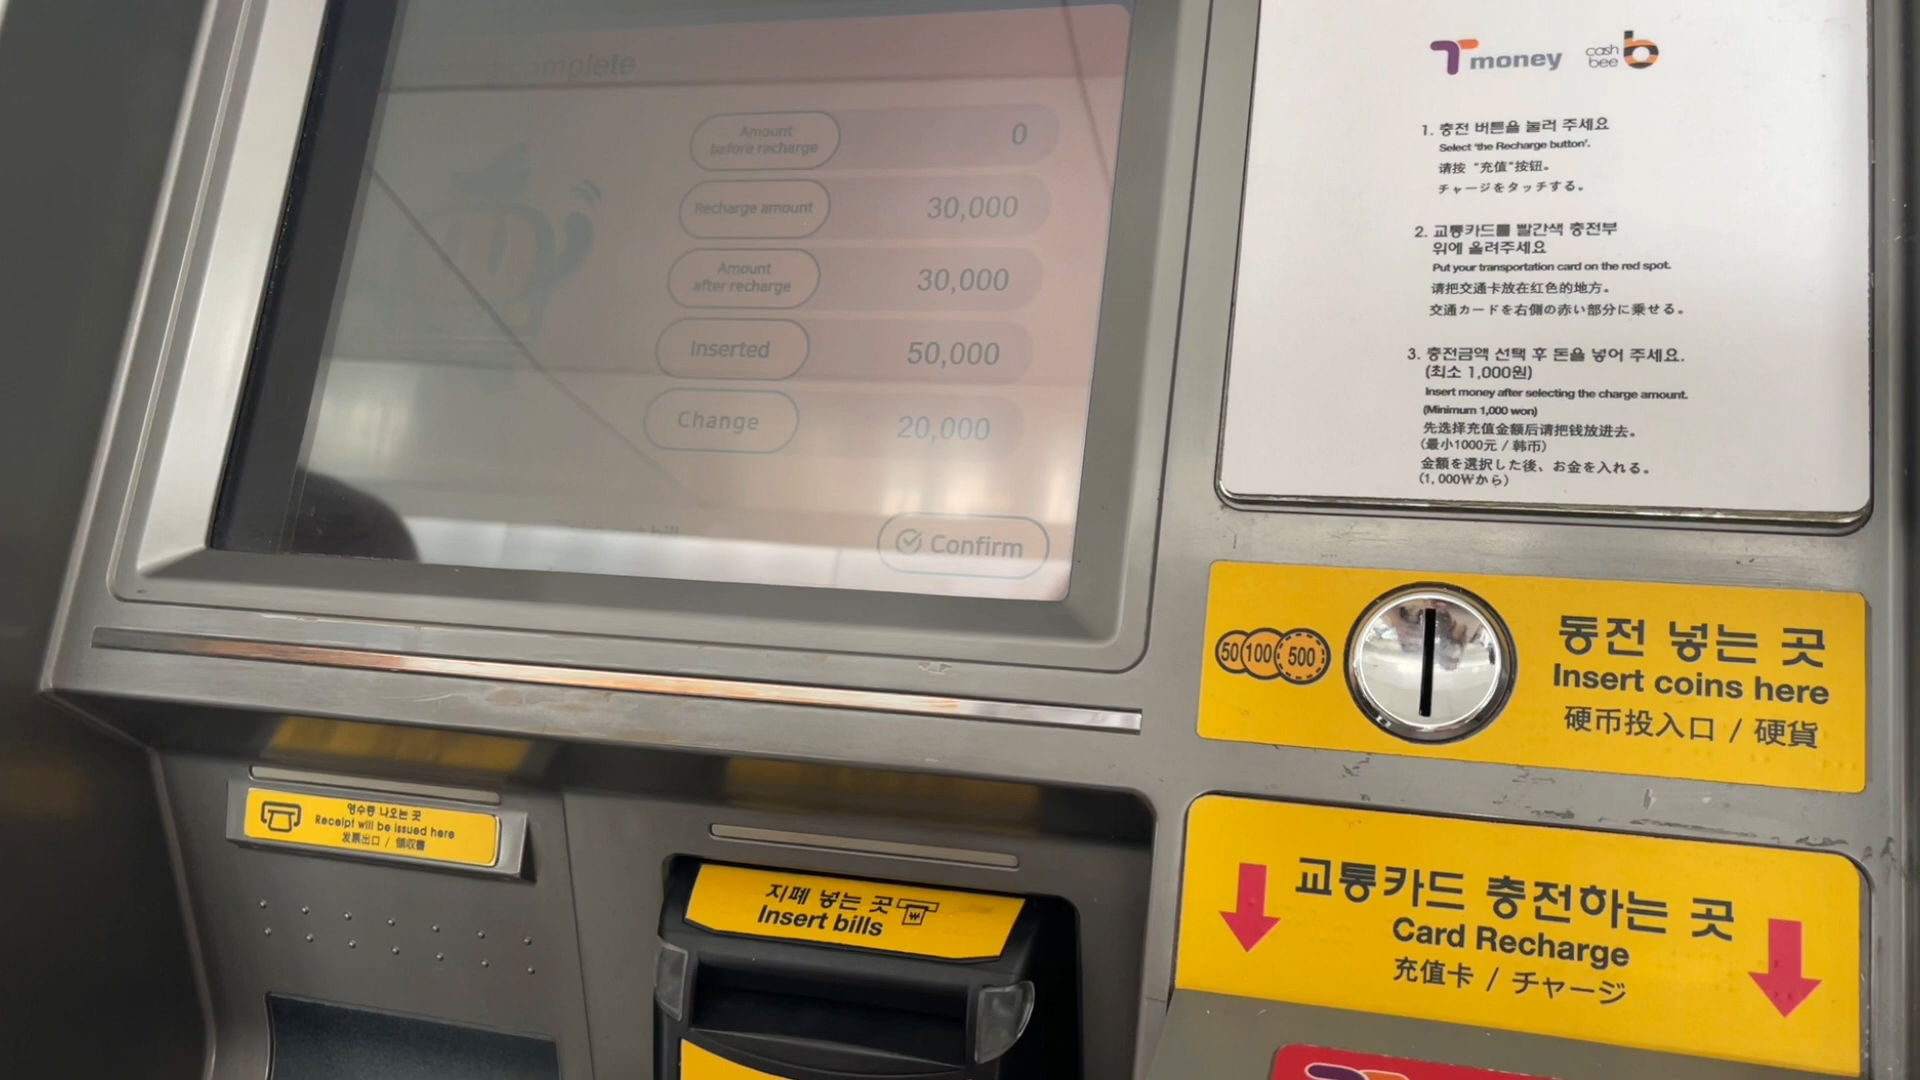 complete
Amount
before recharge
0
Recharge amount
30,000
Amount
after recharge
30,000
Inserted
50,000
Change
20,000
bill
Confirm
T money
cash
bee b
1. 충전 버튼을 눌러 주세요
Select 'the Recharge button'.
请按 "充值"按钮。
チャージをタッチする。
2. 교통카드를 빨간색 충전부
위에 올려주세요
Put your transportation card on the red spot.
请把交通卡放在红色的地方。
交通カードを右側の赤い部分に乗せる。
3. 충전금액 선택 후 돈을 넣어 주세요.
(최소 1,000원)
Insert money after selecting the charge amount.
(Minimum 1,000 won)
先选择充值金额后请把钱放进去。
(最小1000元 / 韩币)
金額を選択した後、お金を入れる。
(1,000₩から)
50 100 500
동전 넣는 곳
Insert coins here
硬币投入口 / 硬貨
영수증 나오는 곳
Receipt will be issued here
发票出口 / 領収書
지폐 넣는 곳
₩
Insert bills
교통카드 충전하는 곳
Card Recharge
充值卡 / チャージ